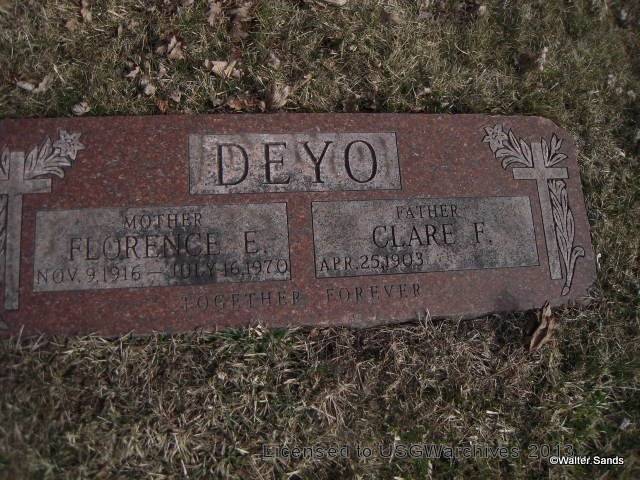 DEYO
MOTHER
FLORENCE E.
NOV. 9, 1916 — JULY 16, 1970
FATHER
CLARE F.
APR. 25, 1903
TOGETHER FOREVER
Licensed to USGWarchives 2013
©Walter Sands